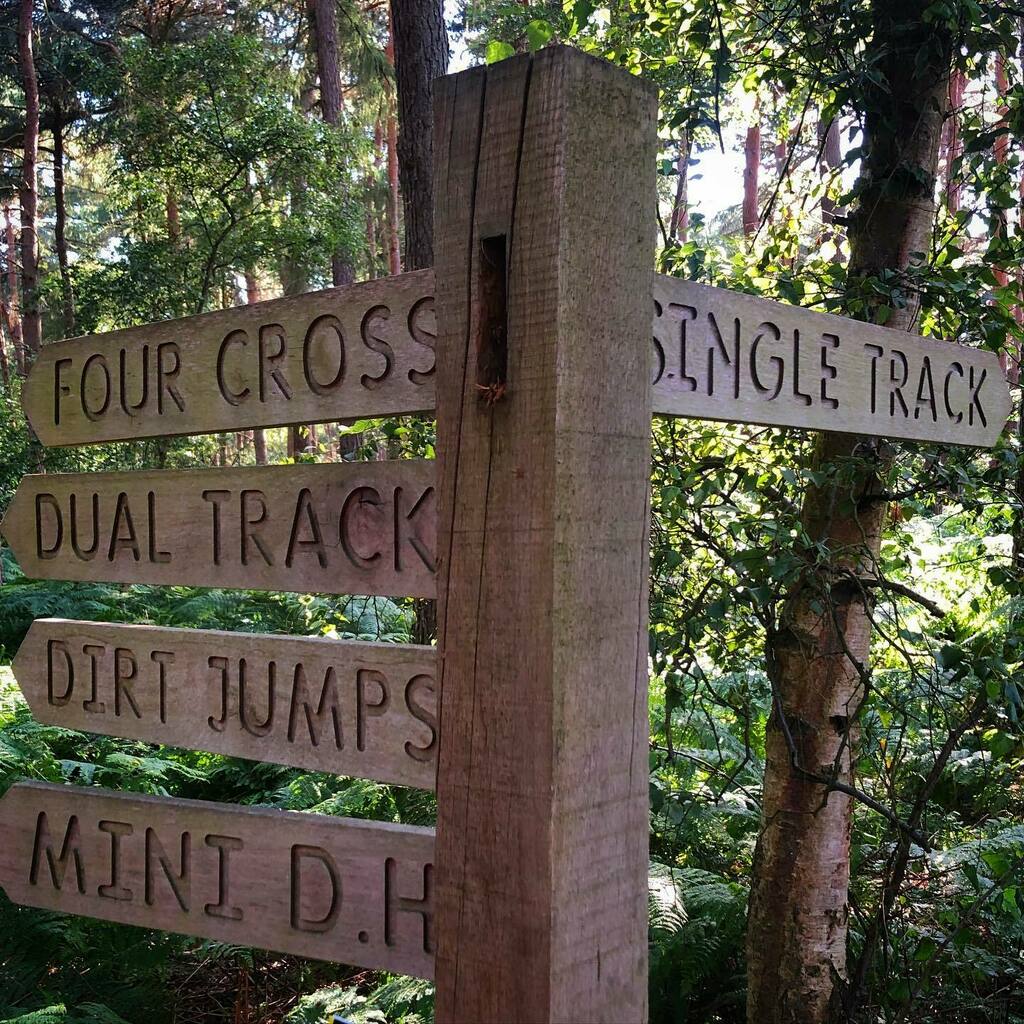 FOUR CROSS
SINGLE TRACK
DUAL TRACK
DIRT JUMPS
MINI D.H